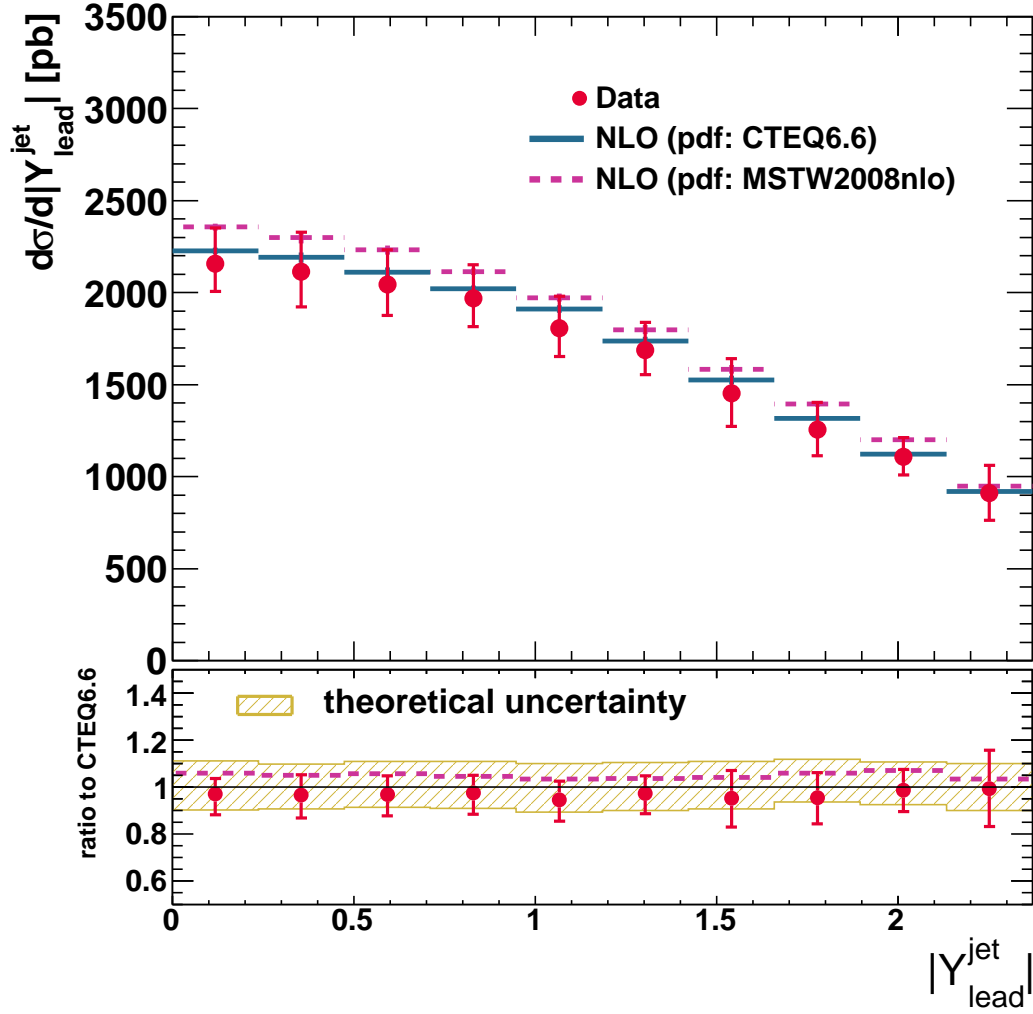 dσ/d|Y^jet_lead| [pb]
3500
3000
2500
2000
1500
1000
500
0
Data
NLO (pdf: CTEQ6.6)
NLO (pdf: MSTW2008nlo)
ratio to CTEQ6.6
1.4
1.2
1
0.8
0.6
theoretical uncertainty
0 0.5 1 1.5 2
|Y^jet_lead|